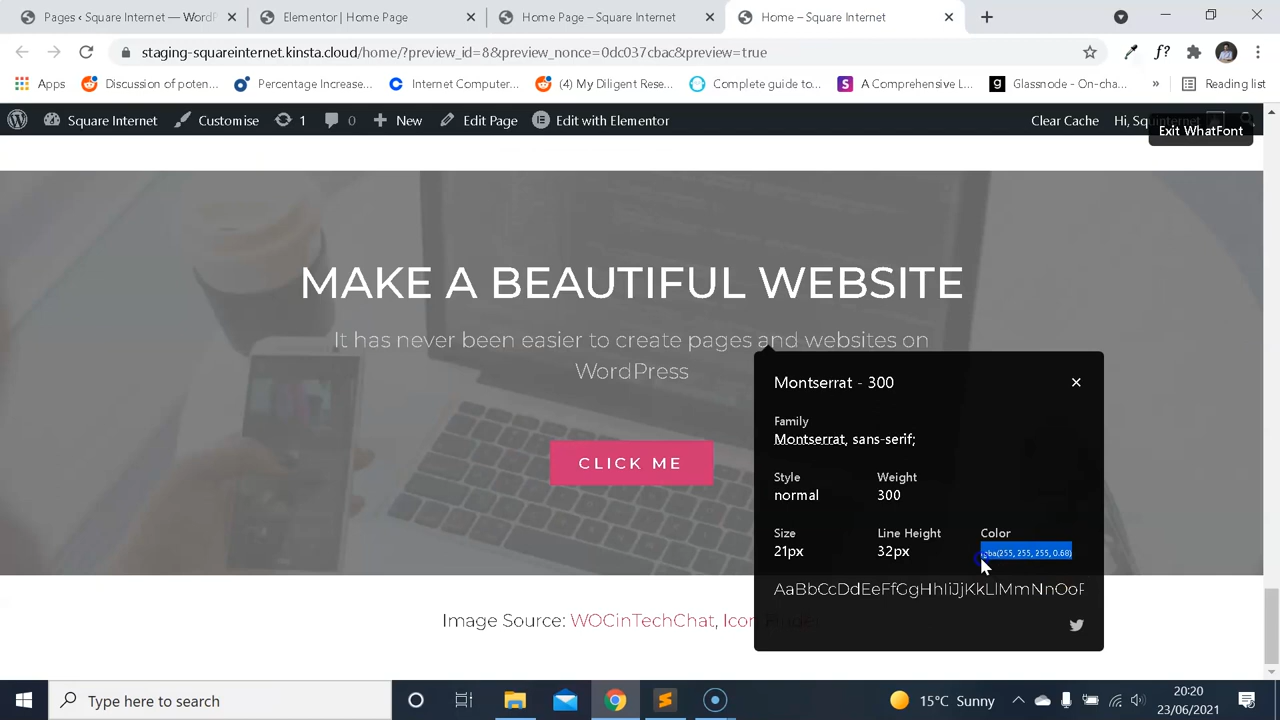 Pages ‹ Square Internet — WordP
Elementor | Home Page
Home Page – Square Internet
Home – Square Internet
staging-squareinternet.kinsta.cloud/home/?preview_id=8&preview_nonce=0dc037cbac&preview=true
f?
Apps
Discussion of poten...
Percentage Increase...
Internet Computer...
(4) My Diligent Rese...
Complete guide to...
A Comprehensive L...
Glassnode - On-cha...
»
Reading list
Square Internet
Customise
1
0
New
Edit Page
Edit with Elementor
Clear Cache
Hi, Squinternet
Exit WhatFont
MAKE A BEAUTIFUL WEBSITE
It has never been easier to create pages and websites on
WordPress
CLICK ME
Montserrat - 300
Family
Montserrat, sans-serif;
Style
Weight
normal
300
Size
Line Height
Color
21px
32px
rgba(255, 255, 255, 0.68)
AaBbCcDdEeFfGgHhIiJjKkLlMmNnOoP
Image Source: WOCinTechChat,
Type here to search
15°C Sunny
20:20
23/06/2021